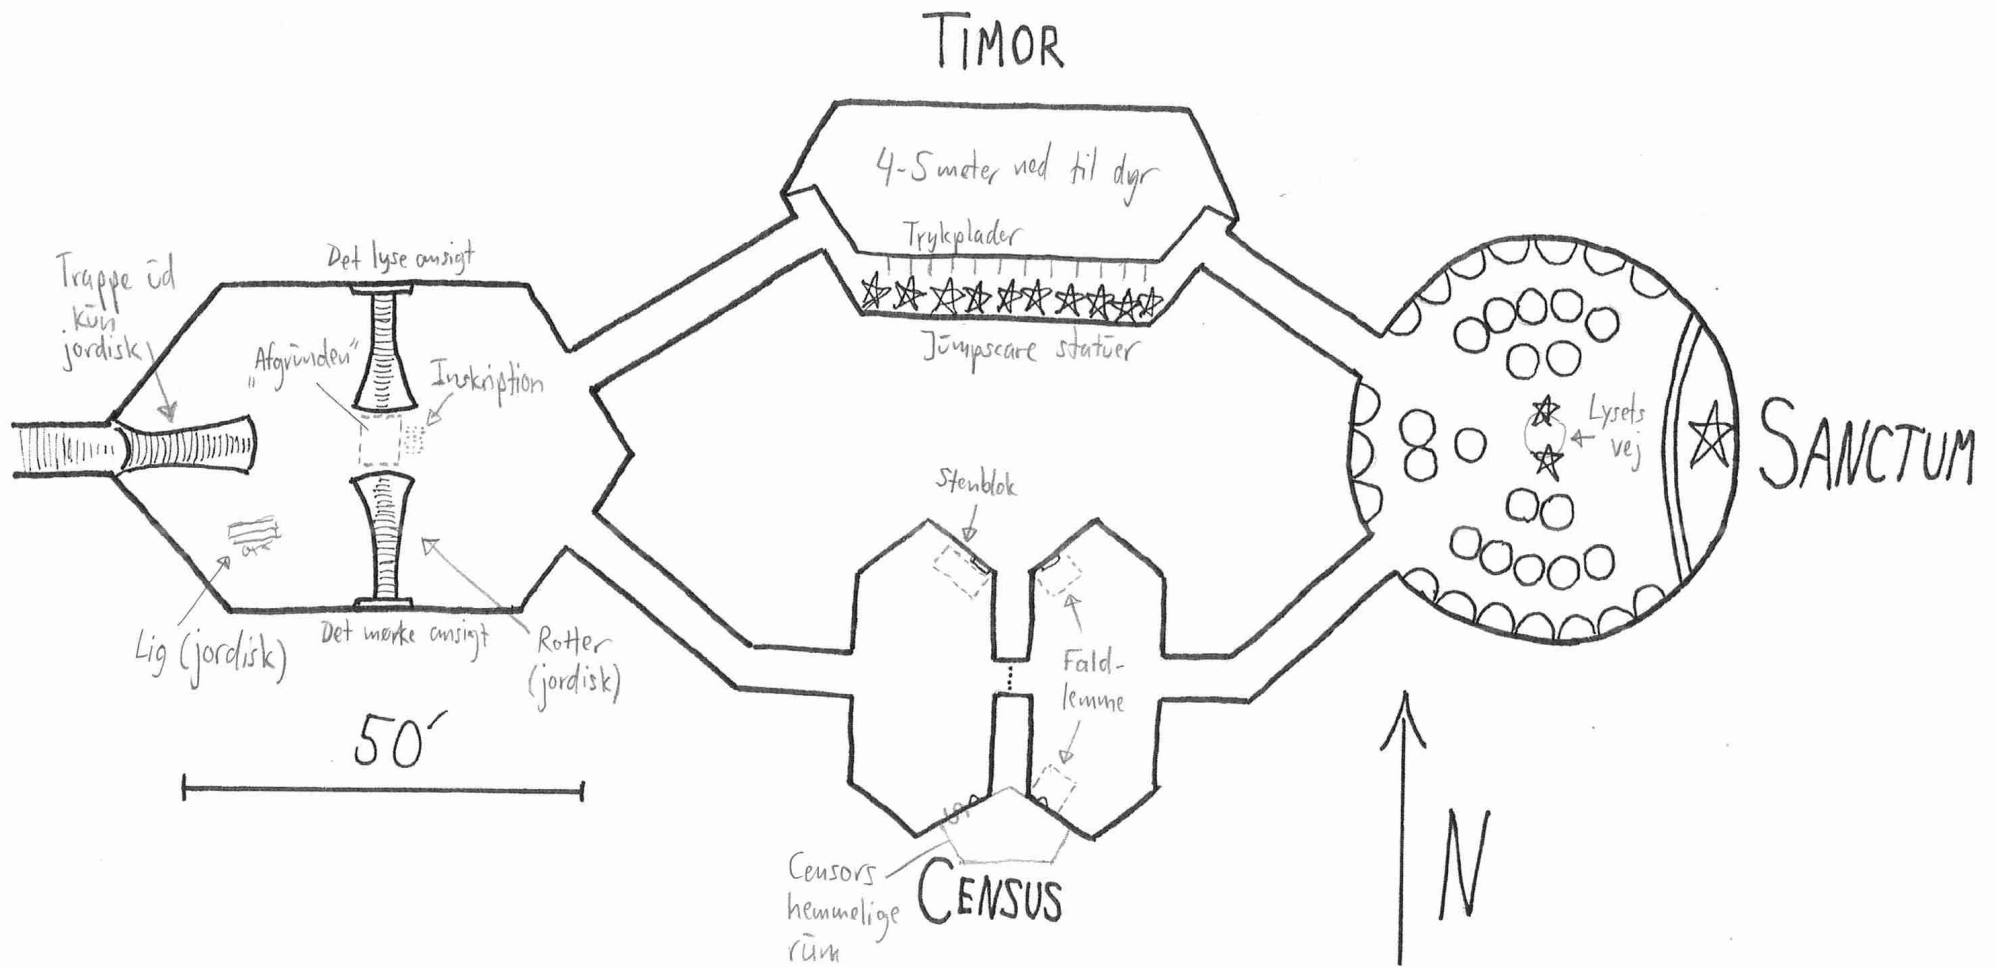 TIMOR
4-5 meter ned til dyr
Trykplader
Jumpscare statuer
Det lyse ansigt
Trappe ud
kun
jordisk
"Afgrunden"
Inskription
Lig (jordisk)
Det mørke ansigt
Rotter
(jordisk)
50´
Stenblok
Fald-
lemme
S
Censors
hemmelige
rum
CENSUS
Lysets
vej
SANCTUM
N